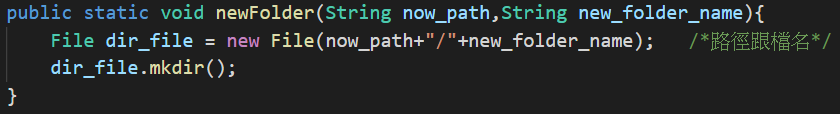 public static void newFolder(String now_path,String new_folder_name){
    File dir_file = new File(now_path+"/"+new_folder_name);   /*路徑跟檔名*/
    dir_file.mkdir();
}